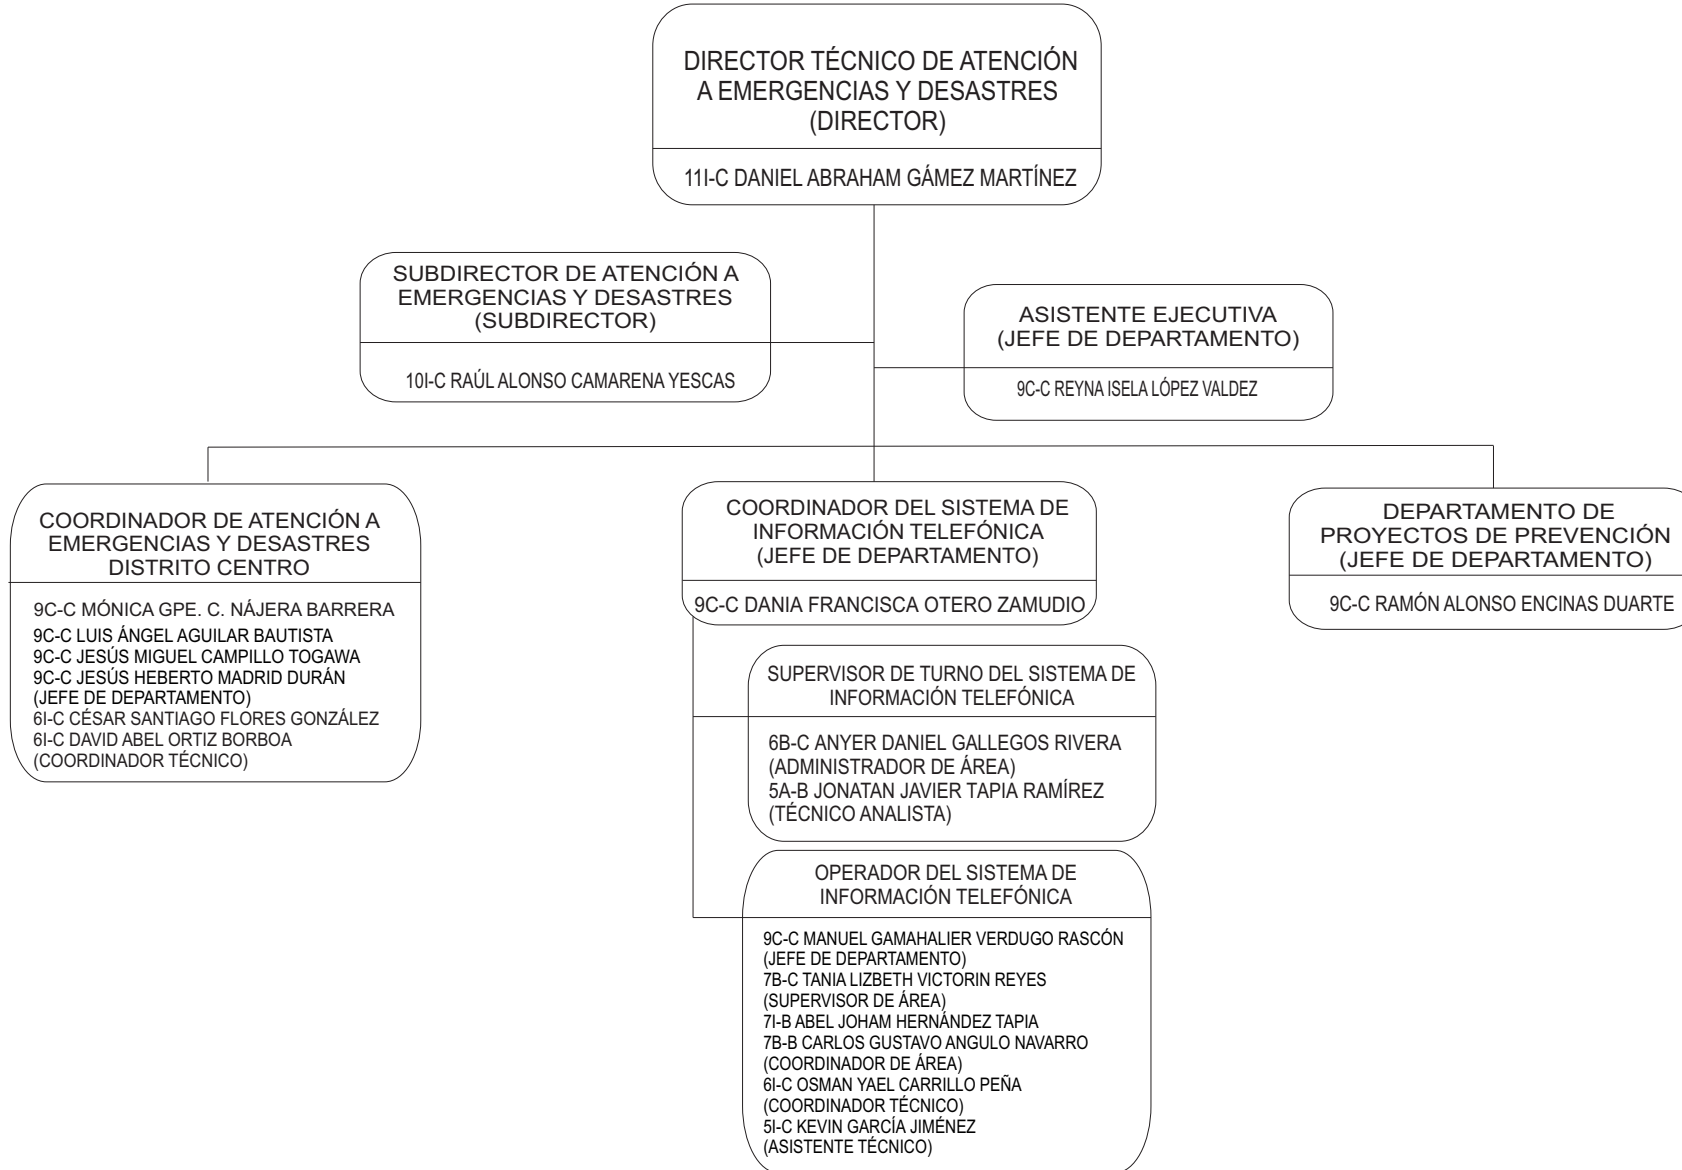 DIRECTOR TÉCNICO DE ATENCIÓN
A EMERGENCIAS Y DESASTRES
(DIRECTOR)
11I-C DANIEL ABRAHAM GÁMEZ MARTÍNEZ
SUBDIRECTOR DE ATENCIÓN A
EMERGENCIAS Y DESASTRES
(SUBDIRECTOR)
10I-C RAÚL ALONSO CAMARENA YESCAS
ASISTENTE EJECUTIVA
(JEFE DE DEPARTAMENTO)
9C-C REYNA ISELA LÓPEZ VALDEZ
COORDINADOR DE ATENCIÓN A
EMERGENCIAS Y DESASTRES
DISTRITO CENTRO
9C-C MÓNICA GPE. C. NÁJERA BARRERA
9C-C LUIS ÁNGEL AGUILAR BAUTISTA
9C-C JESÚS MIGUEL CAMPILLO TOGAWA
9C-C JESÚS HEBERTO MADRID DURÁN
(JEFE DE DEPARTAMENTO)
6I-C CÉSAR SANTIAGO FLORES GONZÁLEZ
6I-C DAVID ABEL ORTIZ BORBOA
(COORDINADOR TÉCNICO)
COORDINADOR DEL SISTEMA DE
INFORMACIÓN TELEFÓNICA
(JEFE DE DEPARTAMENTO)
9C-C DANIA FRANCISCA OTERO ZAMUDIO
SUPERVISOR DE TURNO DEL SISTEMA DE
INFORMACIÓN TELEFÓNICA
6B-C ANYER DANIEL GALLEGOS RIVERA
(ADMINISTRADOR DE ÁREA)
5A-B JONATAN JAVIER TAPIA RAMÍREZ
(TÉCNICO ANALISTA)
OPERADOR DEL SISTEMA DE
INFORMACIÓN TELEFÓNICA
9C-C MANUEL GAMAHALIER VERDUGO RASCÓN
(JEFE DE DEPARTAMENTO)
7B-C TANIA LIZBETH VICTORIN REYES
(SUPERVISOR DE ÁREA)
7I-B ABEL JOHAM HERNÁNDEZ TAPIA
7B-B CARLOS GUSTAVO ANGULO NAVARRO
(COORDINADOR DE ÁREA)
6I-C OSMAN YAEL CARRILLO PEÑA
(COORDINADOR TÉCNICO)
5I-C KEVIN GARCÍA JIMÉNEZ
(ASISTENTE TÉCNICO)
DEPARTAMENTO DE
PROYECTOS DE PREVENCIÓN
(JEFE DE DEPARTAMENTO)
9C-C RAMÓN ALONSO ENCINAS DUARTE